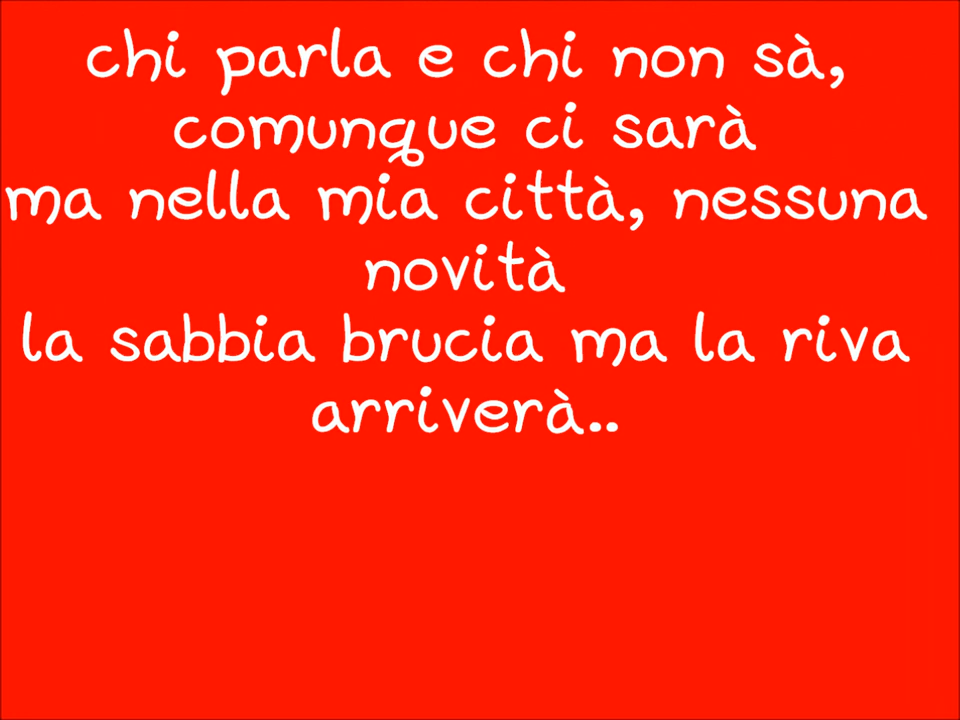 chi parla e chi non sà,
comunque ci sarà
ma nella mia città, nessuna
novità
la sabbia brucia ma la riva
arriverà..